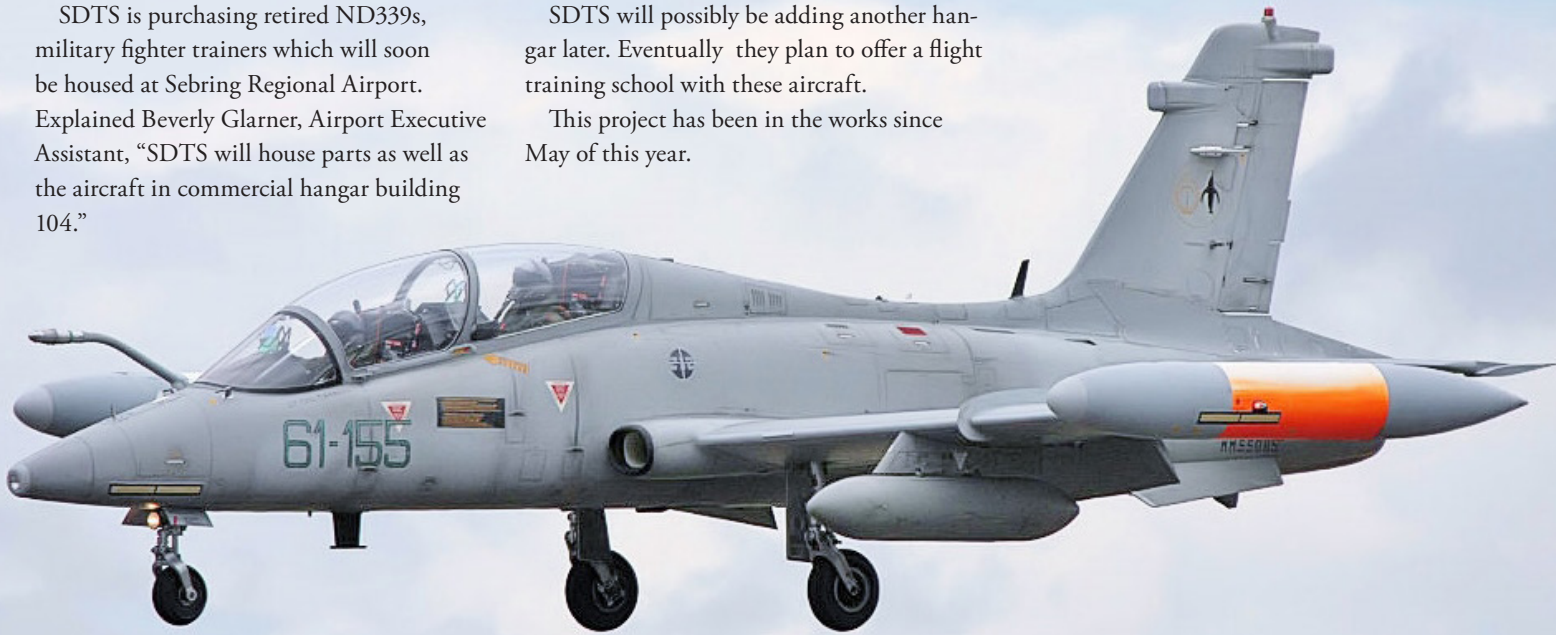 SDTS is purchasing retired ND339s,
military fighter trainers which will soon
be housed at Sebring Regional Airport.
Explained Beverly Glarner, Airport Executive
Assistant, “SDTS will house parts as well as
the aircraft in commercial hangar building
104.”
SDTS will possibly be adding another han-
gar later. Eventually they plan to offer a flight
training school with these aircraft.
This project has been in the works since
May of this year.
61-155